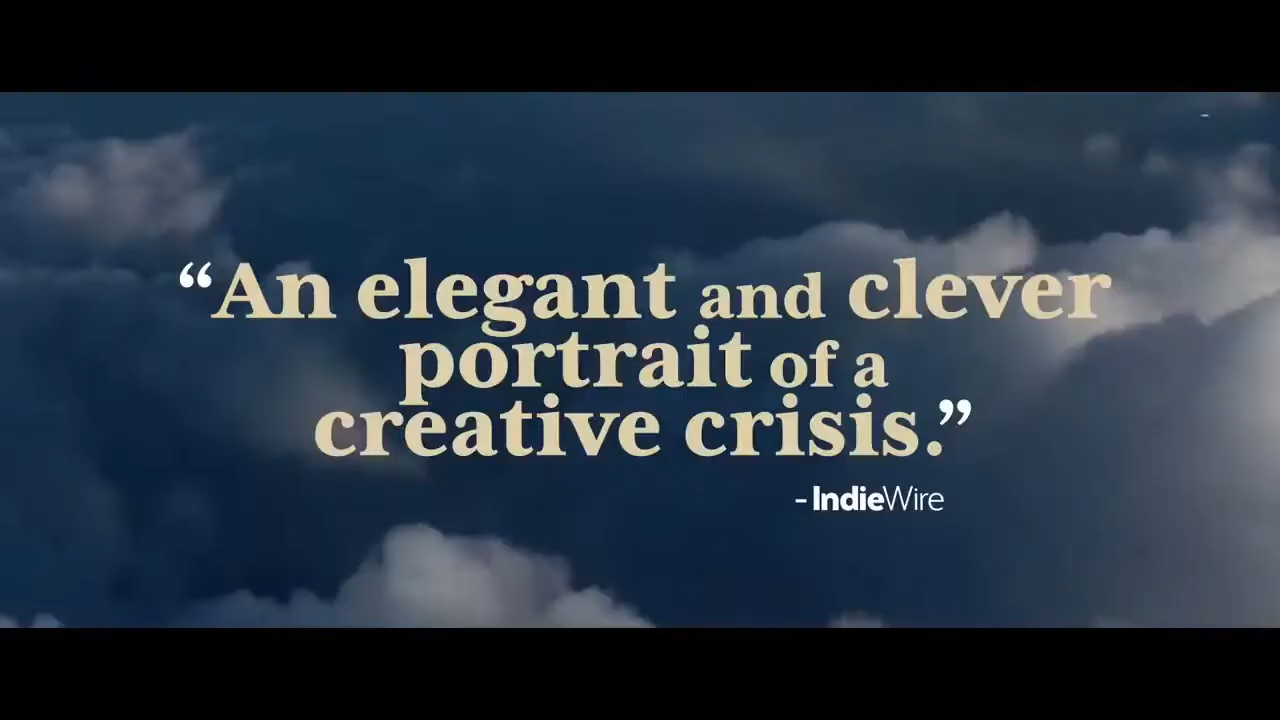 “An elegant and clever
portrait of a
creative crisis.”
- IndieWire